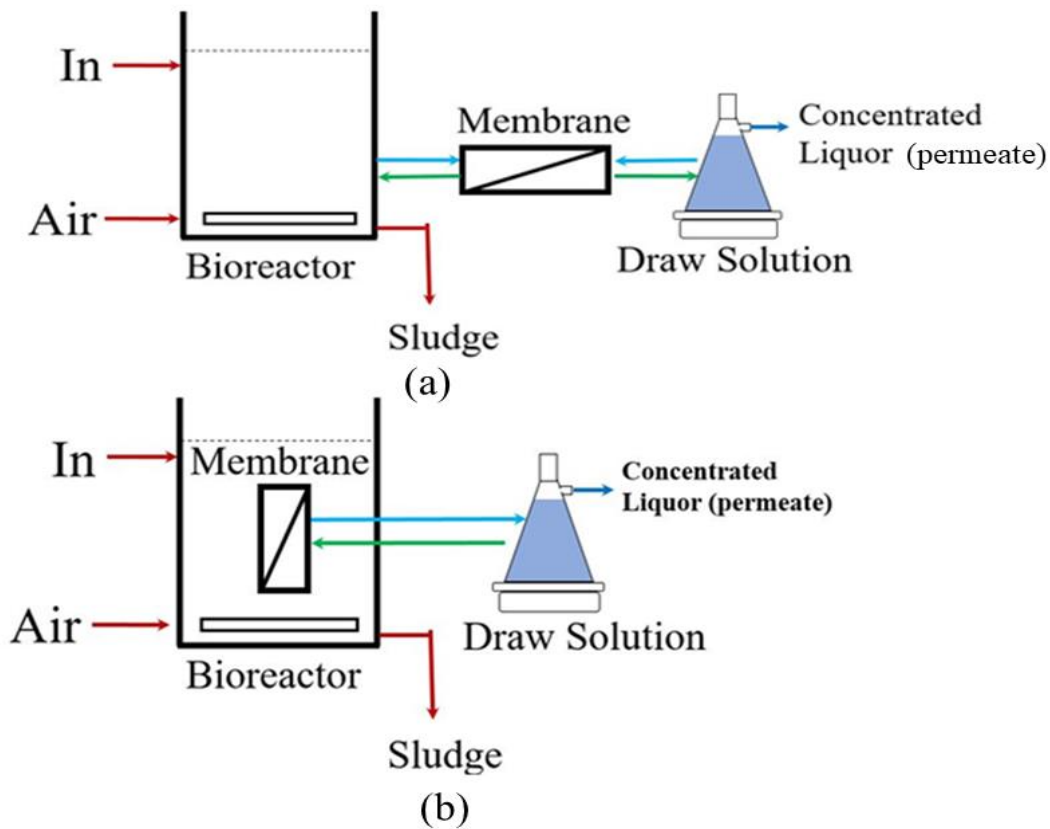 In
Membrane
Concentrated
Liquor (permeate)
Air
Bioreactor
Draw Solution
Sludge
(a)
In
Membrane
Concentrated
Liquor (permeate)
Air
Bioreactor
Draw Solution
Sludge
(b)